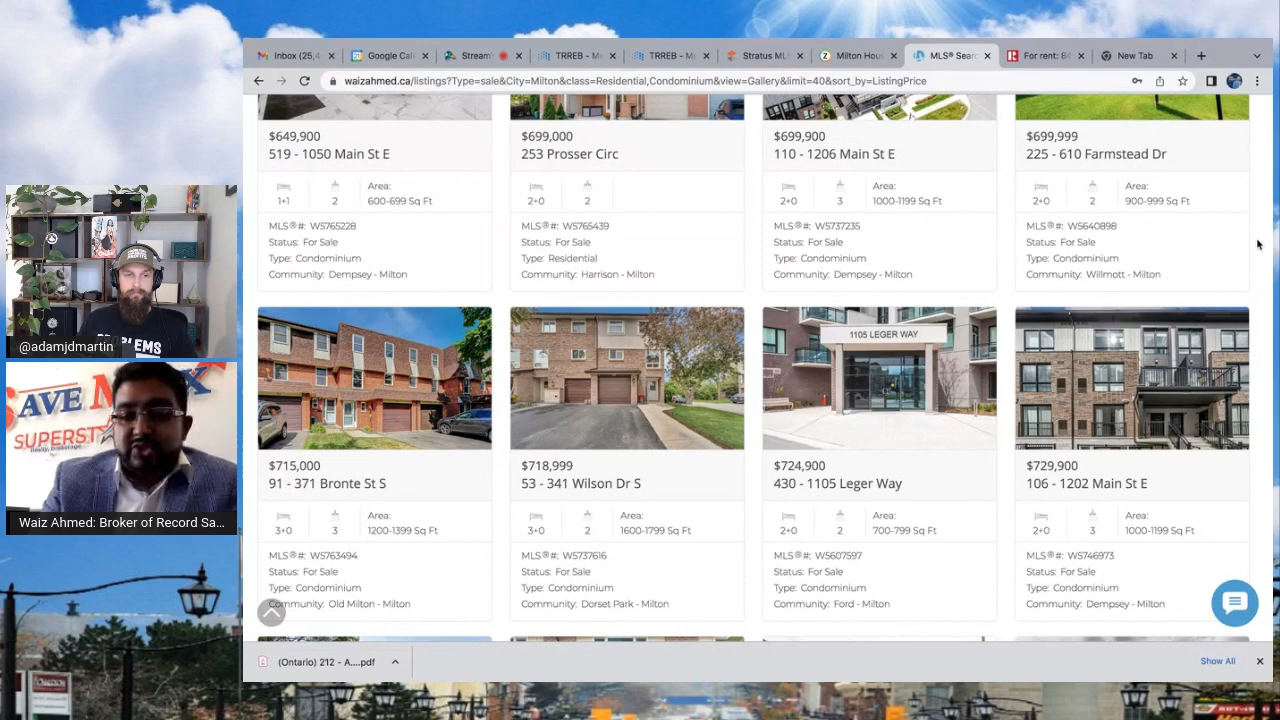 Inbox (25,4
Google Cal
Stream
TRREB - M
TRREB - M
Stratus ML
Milton Hou
MLS® Sear
For rent: 8
New Tab
waizahmed.ca/listings?Type=sale&City=Milton&class=Residential,Condominium&view=Gallery&limit=40&sort_by=ListingPrice
$649,900
519 - 1050 Main St E
1+1
2
Area:
600-699 Sq Ft
MLS®#: W5765228
Status: For Sale
Type: Condominium
Community: Dempsey - Milton
$699,000
253 Prosser Circ
2+0
2
MLS®#: W5765439
Status: For Sale
Type: Residential
Community: Harrison - Milton
$699,900
110 - 1206 Main St E
2+0
3
Area:
1000-1199 Sq Ft
MLS®#: W5737235
Status: For Sale
Type: Condominium
Community: Dempsey - Milton
$699,999
225 - 610 Farmstead Dr
2+0
2
Area:
900-999 Sq Ft
MLS®#: W5640898
Status: For Sale
Type: Condominium
Community: Willmott - Milton
$715,000
91 - 371 Bronte St S
3+0
3
Area:
1200-1399 Sq Ft
MLS®#: W5763494
Status: For Sale
Type: Condominium
Community: Old Milton - Milton
$718,999
53 - 341 Wilson Dr S
3+0
2
Area:
1600-1799 Sq Ft
MLS®#: W5737616
Status: For Sale
Type: Condominium
Community: Dorset Park - Milton
1105 LEGER WAY
$724,900
430 - 1105 Leger Way
2+0
2
Area:
700-799 Sq Ft
MLS®#: W5607597
Status: For Sale
Type: Condominium
Community: Ford - Milton
$729,900
106 - 1202 Main St E
2+0
3
Area:
1000-1199 Sq Ft
MLS®#: W5746973
Status: For Sale
Type: Condominium
Community: Dempsey - Milton
(Ontario) 212 - A....pdf
Show All
@adamjdmartin
SAVE M X
SUPERST
Realty, Brokerage
Waiz Ahmed: Broker of Record Sa...